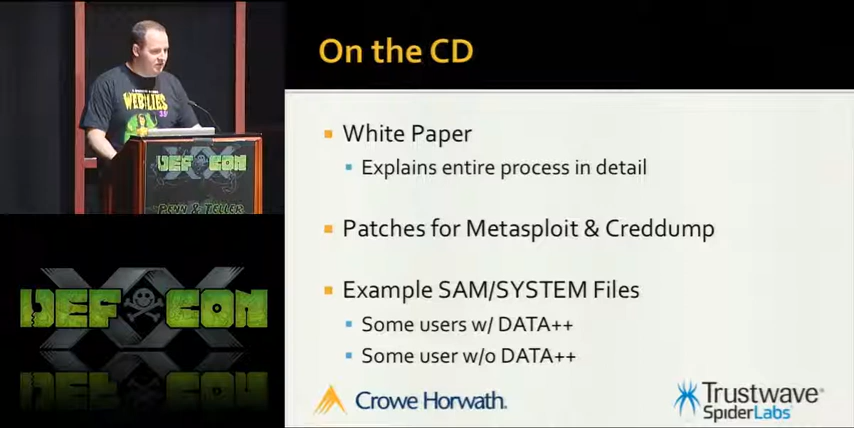 On the CD
White Paper
Explains entire process in detail
Patches for Metasploit & Creddump
Example SAM/SYSTEM Files
Some users w/ DATA++
Some user w/o DATA++
Crowe Horwath.
Trustwave®
SpiderLabs®
DEF CON
PENN & TELLER
XX
DEF CON